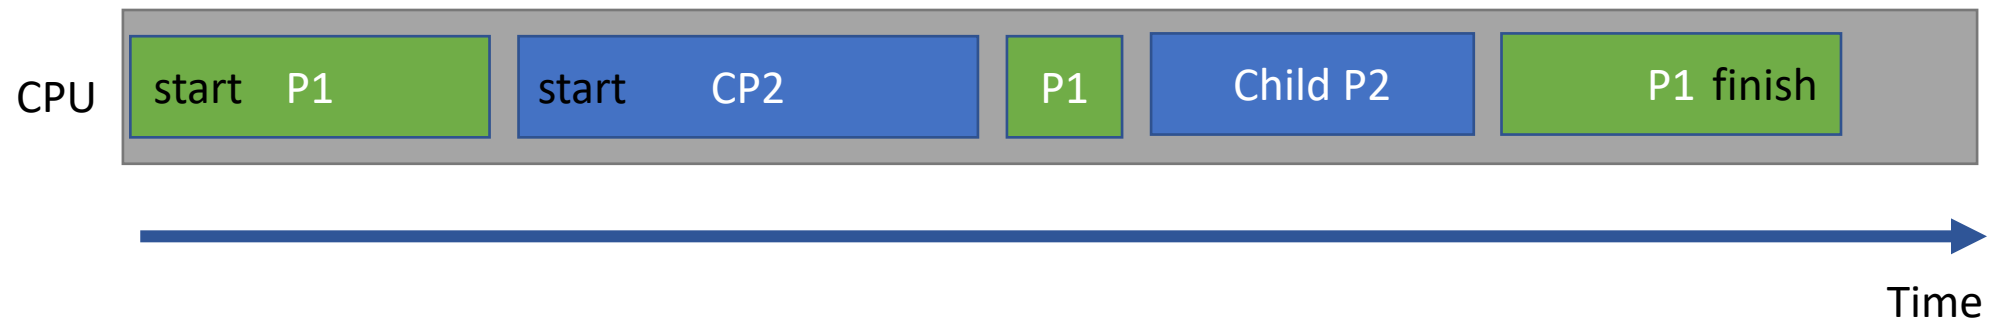 CPU start P1 start CP2 P1 Child P2 P1 finish
Time